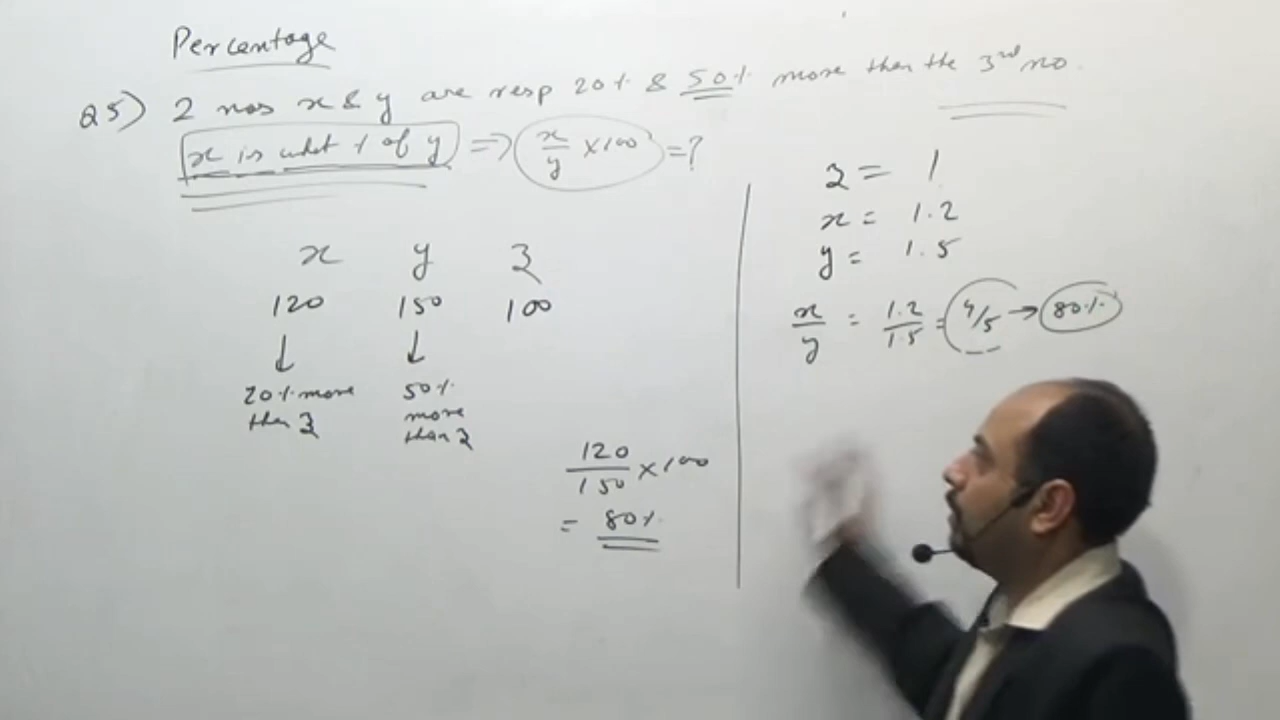 Percentage
Q5) 2 nos x & y are resp 20% & 50% more than the 3rd no.
x is what % of y => x/y × 100 = ?
x y z
120 150 100
↓ ↓
20% more 50%
than z more
than z
120/150 × 100
= 80%
z = 1
x = 1.2
y = 1.5
x/y = 1.2/1.5 = 4/5 → 80%